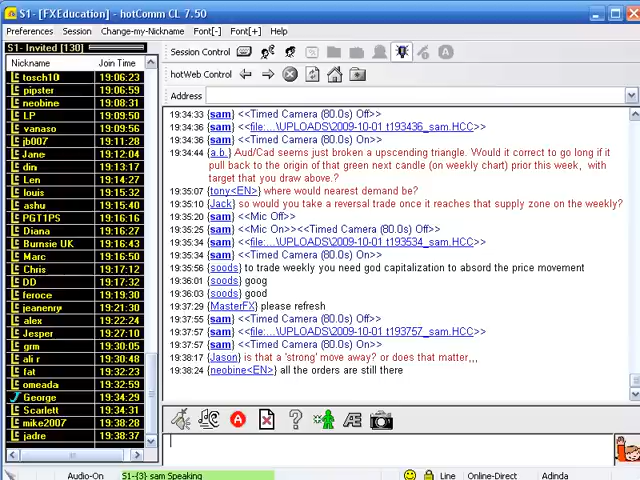 S1- [FXEducation] - hotComm CL 7.50
Preferences Session Change-my-Nickname Font[-] Font[+] Help
S1- Invited [130]
Nickname Join Time
tosch10 19:06:23
pipster 19:06:59
neobine 19:08:31
LP 19:09:50
vanaso 19:09:56
jb007 19:11:28
Jane 19:12:04
din 19:13:17
Len 19:14:27
louis 19:15:32
ashu 19:15:40
PGT1PS 19:16:16
Diana 19:16:27
Burnsie UK 19:16:43
Marc 19:16:50
Chris 19:17:12
DD 19:17:32
feroce 19:19:30
jeanenry 19:21:30
alex 19:22:24
Jesper 19:27:10
grm 19:30:05
ali r 19:30:48
fat 19:32:23
omeada 19:32:59
George 19:34:29
Scarlett 19:34:31
mike2007 19:38:28
jadre 19:38:37
Session Control
hotWeb Control
Address
19:34:33 {sam} <<Timed Camera (80.0s) Off>>
19:34:36 {sam} <<file:...\UPLOADS\2009-10-01 t193436_sam.HCC>>
19:34:36 {sam} <<Timed Camera (80.0s) On>>
19:34:44 {a.b.} Aud/Cad seems just broken a upscending triangle. Would it correct to go long if it
pull back to the origin of that green next candle (on weekly chart) prior this week, with
target that you draw above.?
19:35:07 {tony<EN>} where would nearest demand be?
19:35:10 {Jack} so would you take a reversal trade once it reaches that supply zone on the weekly?
19:35:20 {sam} <<Mic Off>>
19:35:25 {sam} <<Mic On>><<Timed Camera (80.0s) Off>>
19:35:34 {sam} <<file:...\UPLOADS\2009-10-01 t193534_sam.HCC>>
19:35:34 {sam} <<Timed Camera (80.0s) On>>
19:35:56 {soods} to trade weekly you need god capitalization to absord the price movement
19:36:01 {soods} goog
19:36:03 {soods} good
19:37:29 {MasterFX} please refresh
19:37:55 {sam} <<Timed Camera (80.0s) Off>>
19:37:57 {sam} <<file:...\UPLOADS\2009-10-01 t193757_sam.HCC>>
19:37:57 {sam} <<Timed Camera (80.0s) On>>
19:38:17 {Jason} is that a 'strong' move away? or does that matter,,,
19:38:24 {neobine<EN>} all the orders are still there
Audio-On S1-{3} sam Speaking Line Online-Direct Adinda